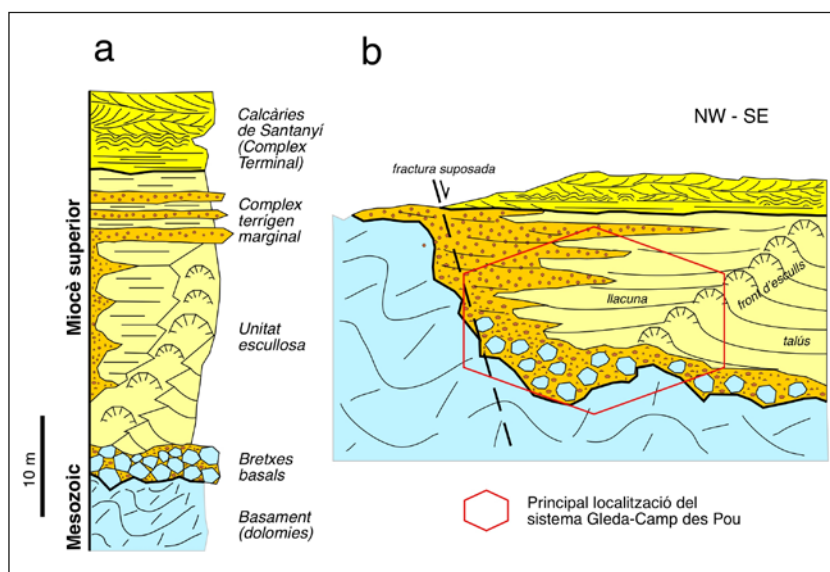 a
b
NW - SE
Calcàries
de Santanyí
(Complex
Terminal)
Complex
terrígen
marginal
Unitat
escullosa
Bretxes
basals
Basament
(dolomies)
Miocè superior
Mesozoic
10 m
fractura suposada
llacuna
front d'esculls
talús
Principal localització del
sistema Gleda-Camp des Pou